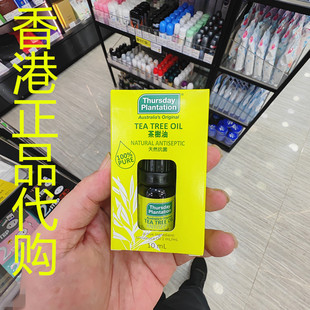 香港正品代购
Thursday
Plantation
Australia's Original
TEA TREE OIL
茶樹油
NATURAL ANTISEPTIC
天然抗菌
100% PURE
Thursday
Plantation
TEA TREE
10 mL